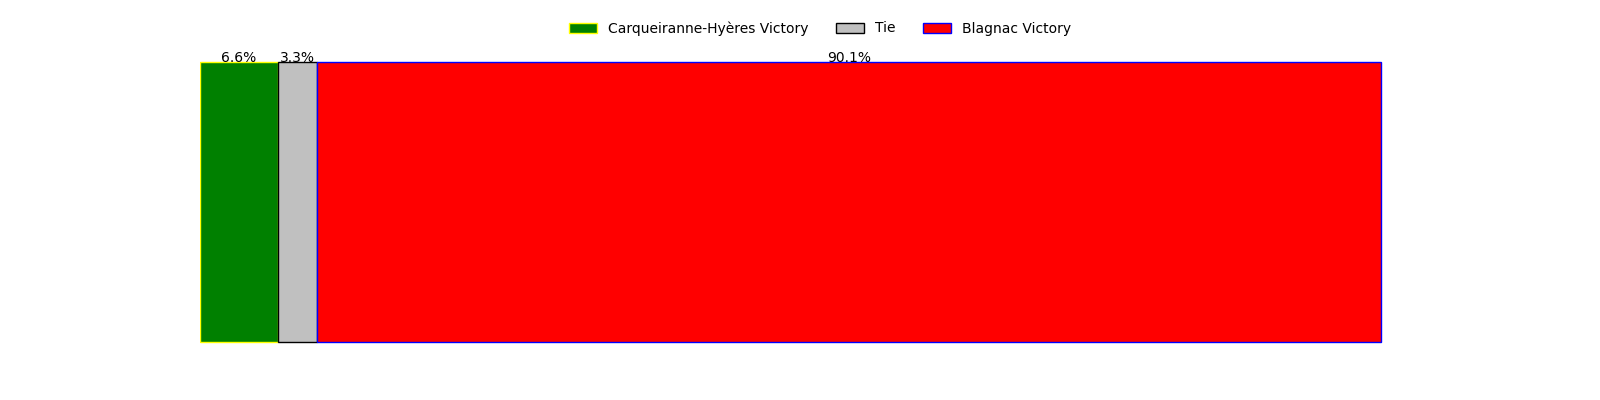 Carqueiranne-Hyères Victory Tie Blagnac Victory
6.6% 3.3% 90.1%